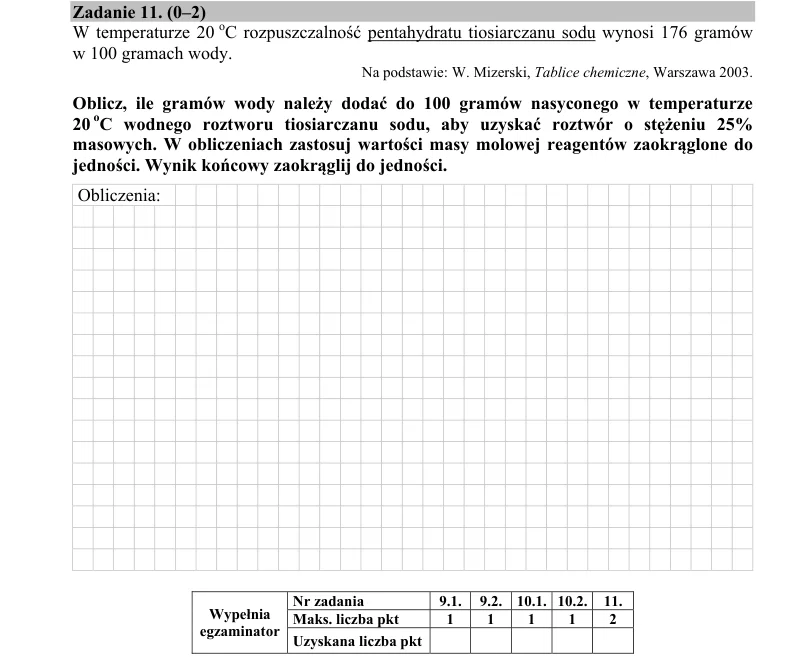 Zadanie 11. (0–2)
W temperaturze 20 °C rozpuszczalność pentahydratu tiosiarczanu sodu wynosi 176 gramów
w 100 gramach wody.
Na podstawie: W. Mizerski, Tablice chemiczne, Warszawa 2003.
Oblicz, ile gramów wody należy dodać do 100 gramów nasyconego w temperaturze
20 °C wodnego roztworu tiosiarczanu sodu, aby uzyskać roztwór o stężeniu 25%
masowych. W obliczeniach zastosuj wartości masy molowej reagentów zaokrąglone do
jedności. Wynik końcowy zaokrąglij do jedności.
Obliczenia:
Wypełnia egzaminator
Nr zadania 9.1. 9.2. 10.1. 10.2. 11.
Maks. liczba pkt 1 1 1 1 2
Uzyskana liczba pkt